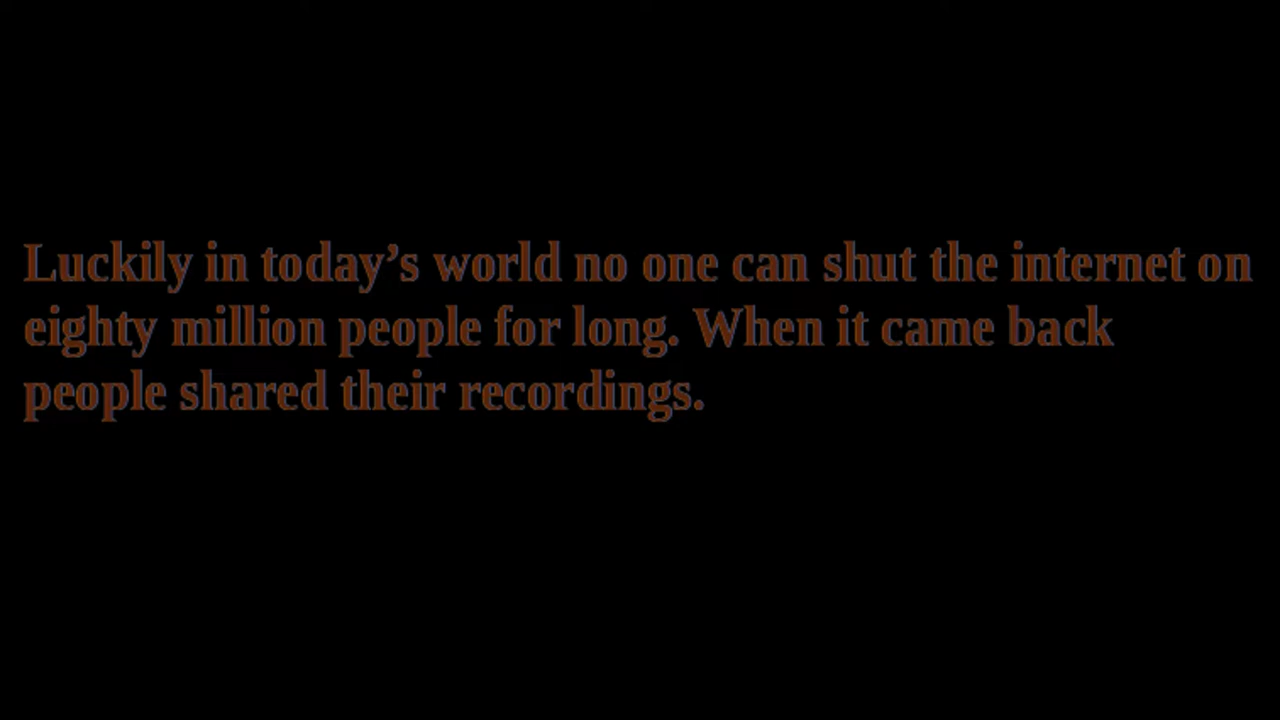 Luckily in today’s world no one can shut the internet on
eighty million people for long. When it came back
people shared their recordings.